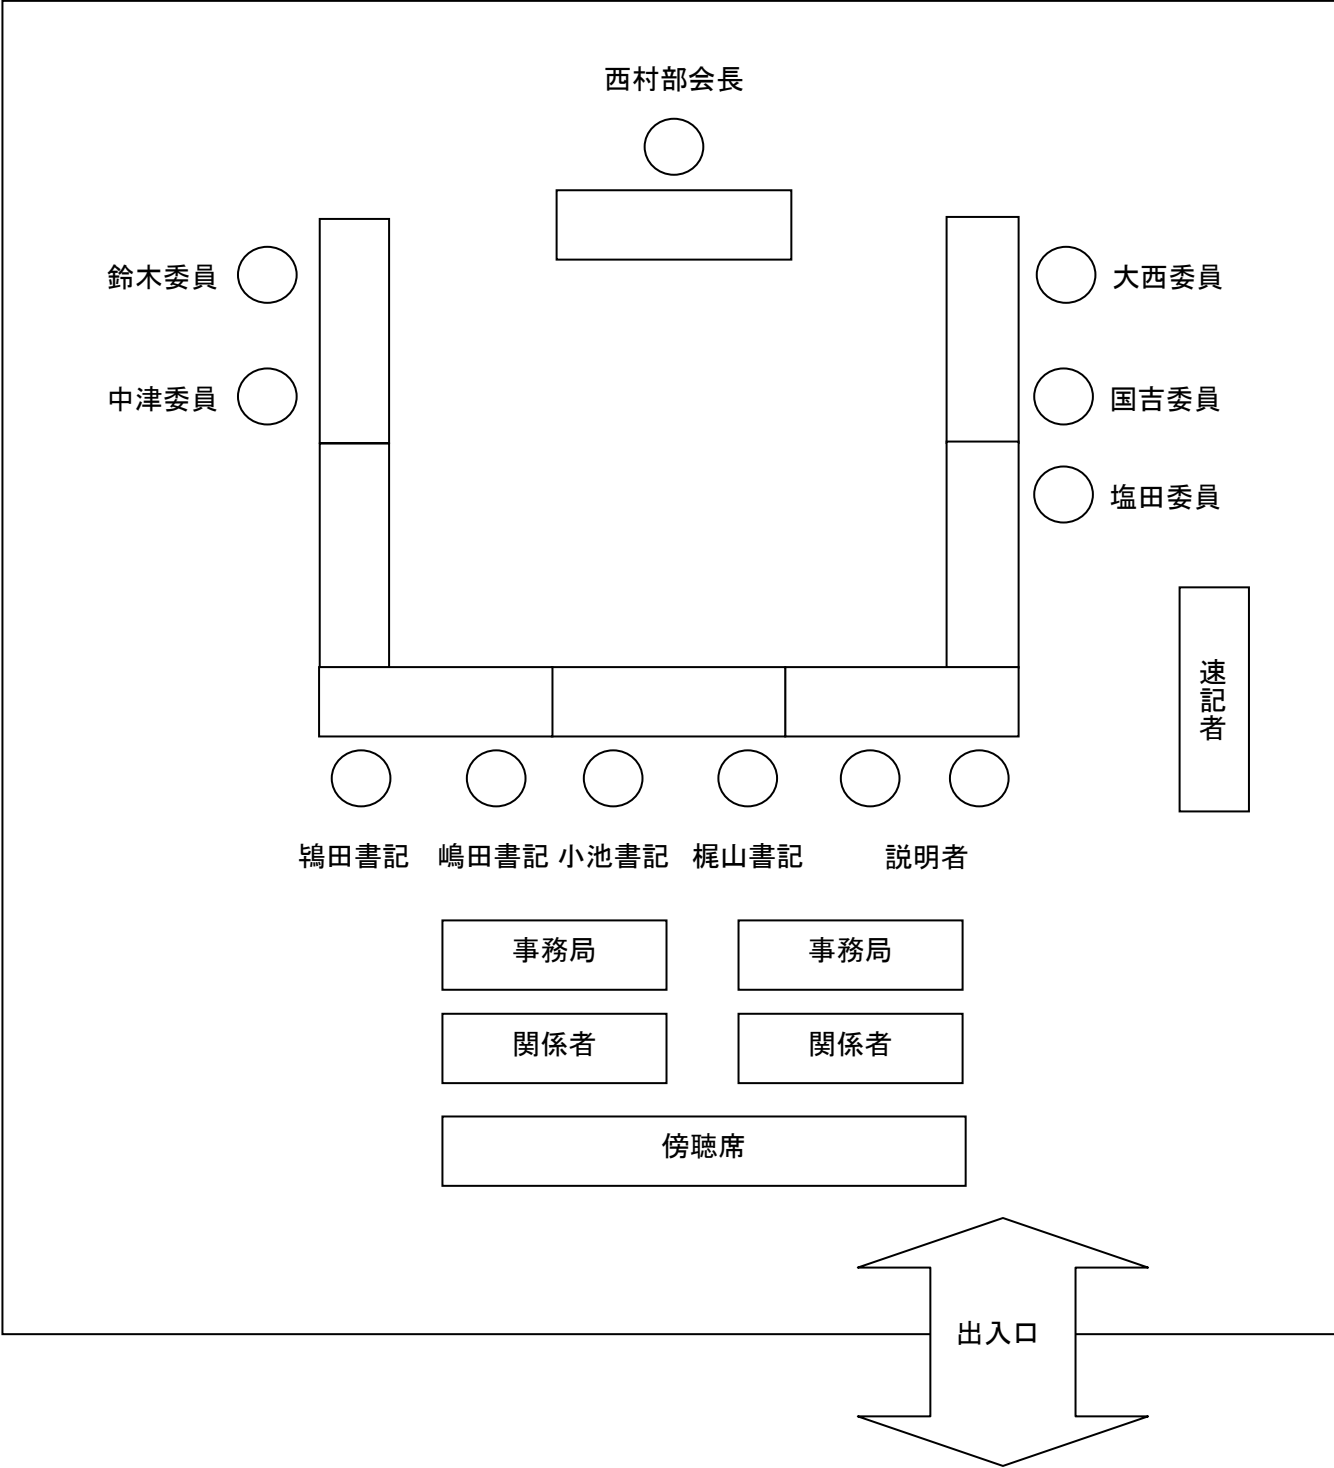 西村部会長
鈴木委員
大西委員
中津委員
国吉委員
塩田委員
速記者
鴇田書記
嶋田書記
小池書記
梶山書記
説明者
事務局
事務局
関係者
関係者
傍聴席
出入口